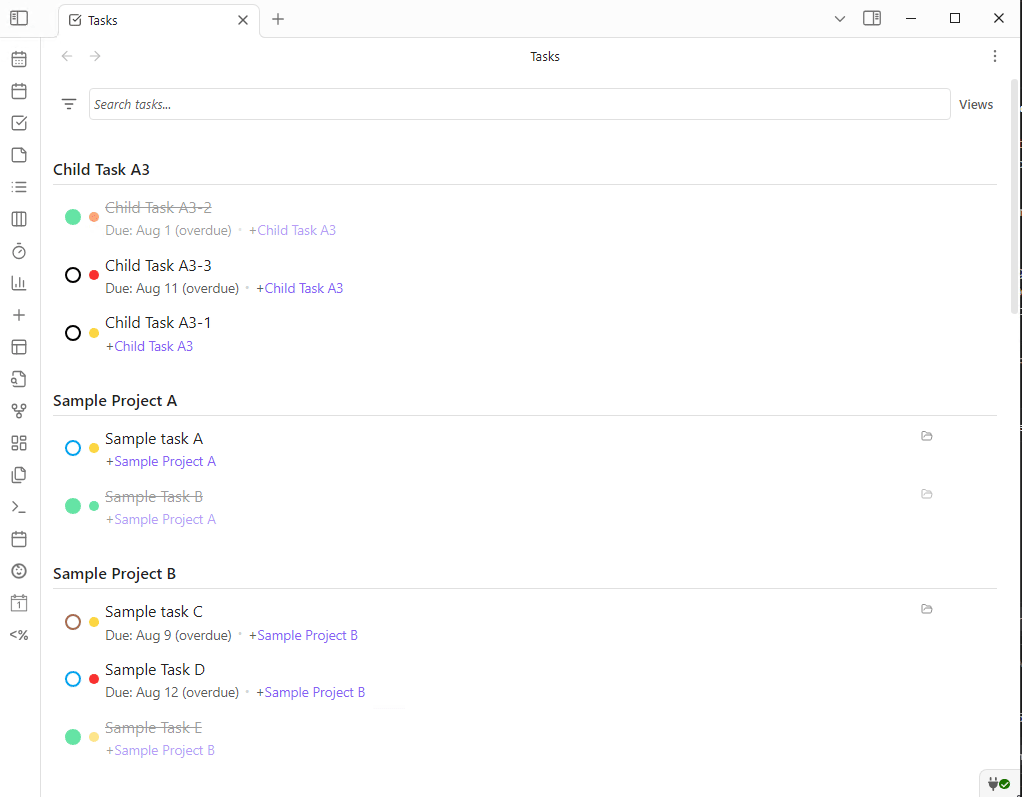 Tasks
Tasks
Search tasks...
Views
Child Task A3
Child Task A3-2
Due: Aug 1 (overdue) • +Child Task A3
Child Task A3-3
Due: Aug 11 (overdue) • +Child Task A3
Child Task A3-1
+Child Task A3
Sample Project A
Sample task A
+Sample Project A
Sample Task B
+Sample Project A
Sample Project B
Sample task C
Due: Aug 9 (overdue) • +Sample Project B
Sample Task D
Due: Aug 12 (overdue) • +Sample Project B
Sample Task E
+Sample Project B
1
<%